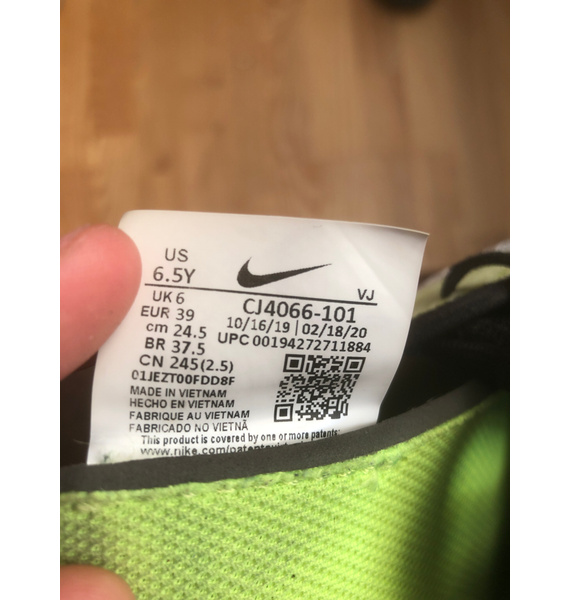 US
6.5Y
UK 6
EUR 39
cm 24.5
BR 37.5
CN 245(2.5)
01JEZT00FDD8F
VJ
CJ4066-101
10/16/19 | 02/18/20
UPC 00194272711884
MADE IN VIETNAM
HECHO EN VIETNAM
FABRIQUE AU VIETNAM
FABRICADO NO VIETNÃ
This product is covered by one or more patents.